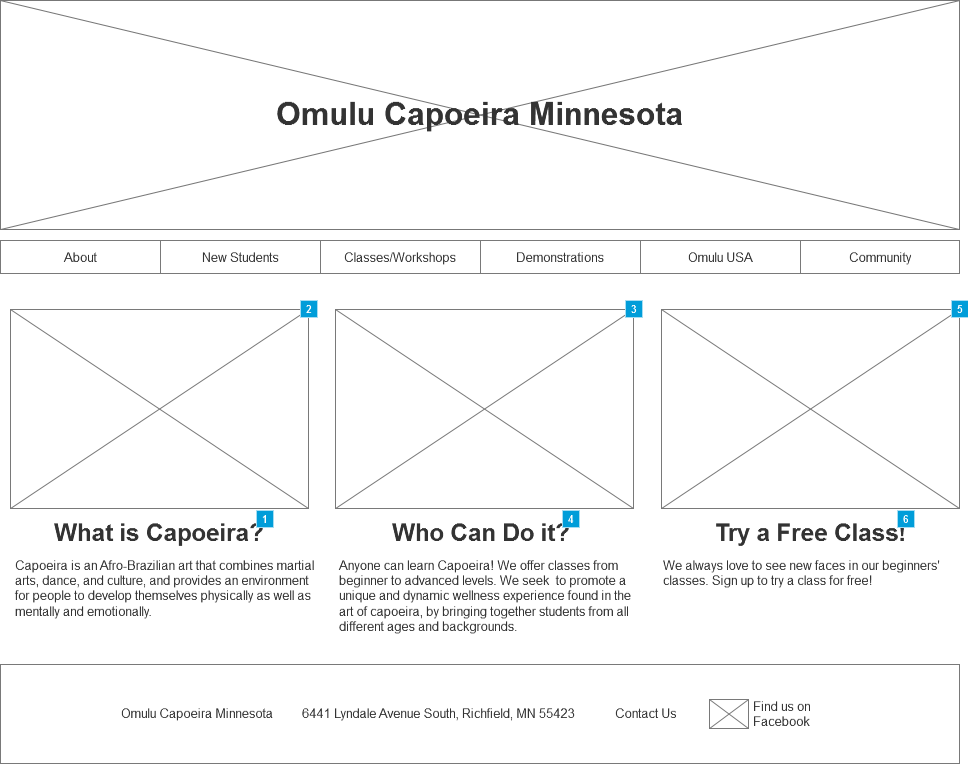 Omulu Capoeira Minnesota
About
New Students
Classes/Workshops
Demonstrations
Omulu USA
Community
2
3
5
1
What is Capoeira?
Capoeira is an Afro-Brazilian art that combines martial
arts, dance, and culture, and provides an environment
for people to develop themselves physically as well as
mentally and emotionally.
4
Who Can Do it?
Anyone can learn Capoeira! We offer classes from
beginner to advanced levels. We seek  to promote a
unique and dynamic wellness experience found in the
art of capoeira, by bringing together students from all
different ages and backgrounds.
6
Try a Free Class!
We always love to see new faces in our beginners'
classes. Sign up to try a class for free!
Omulu Capoeira Minnesota
6441 Lyndale Avenue South, Richfield, MN 55423
Contact Us
Find us on
Facebook